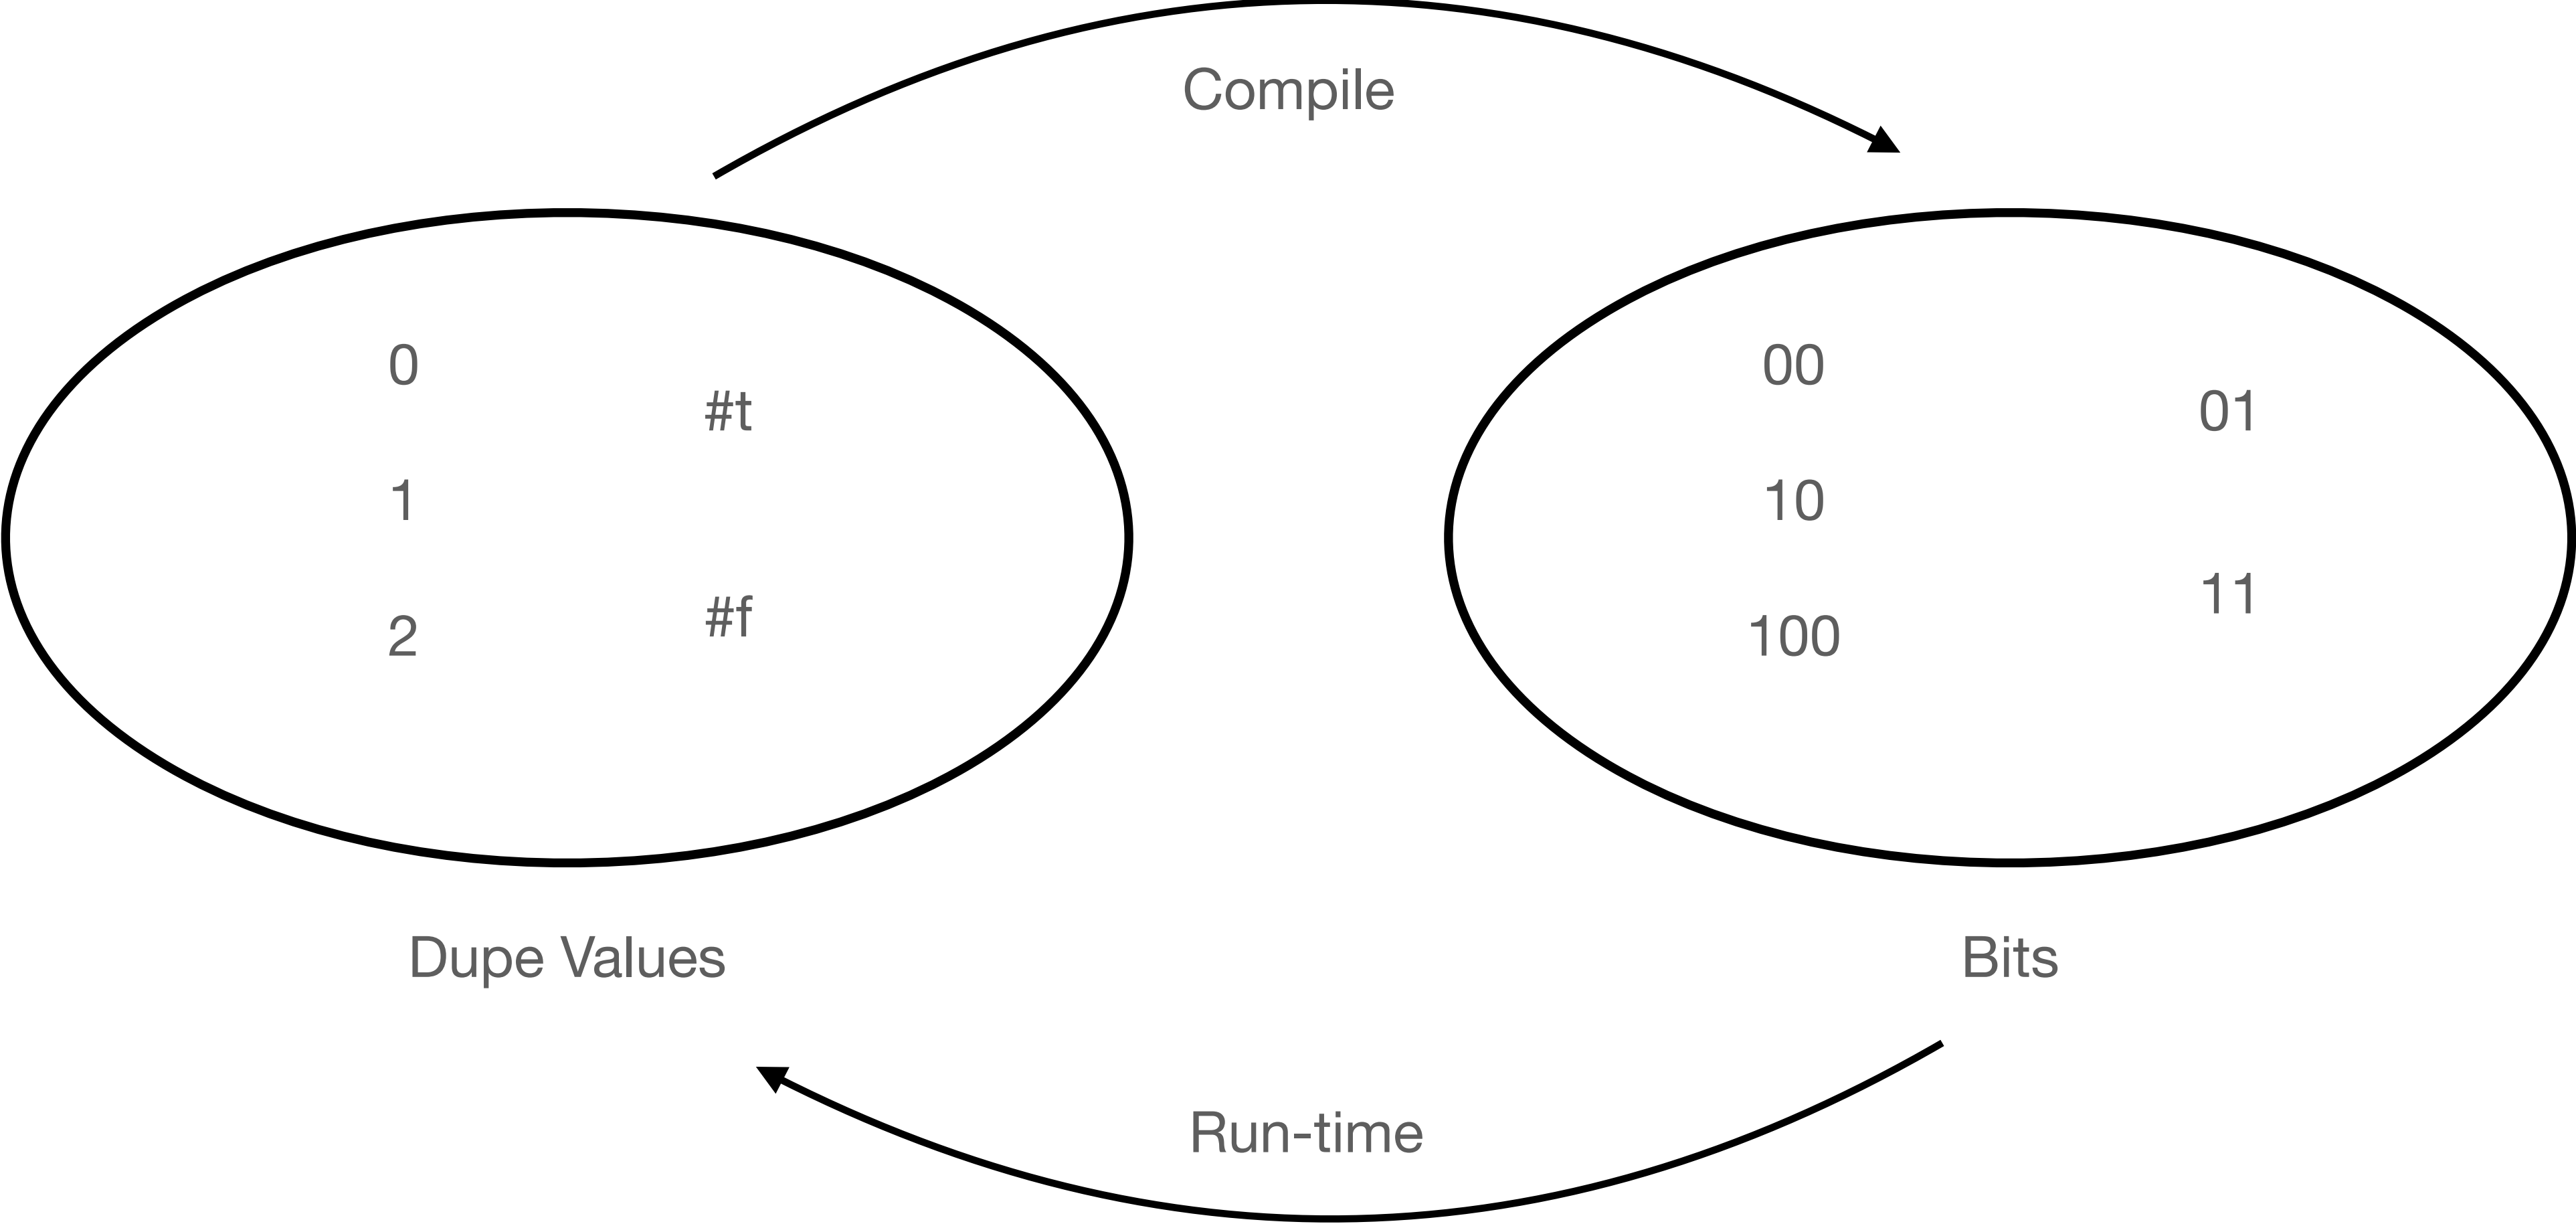 Compile
0
#t
1
2
#f
00
01
10
11
100
Dupe Values
Bits
Run-time